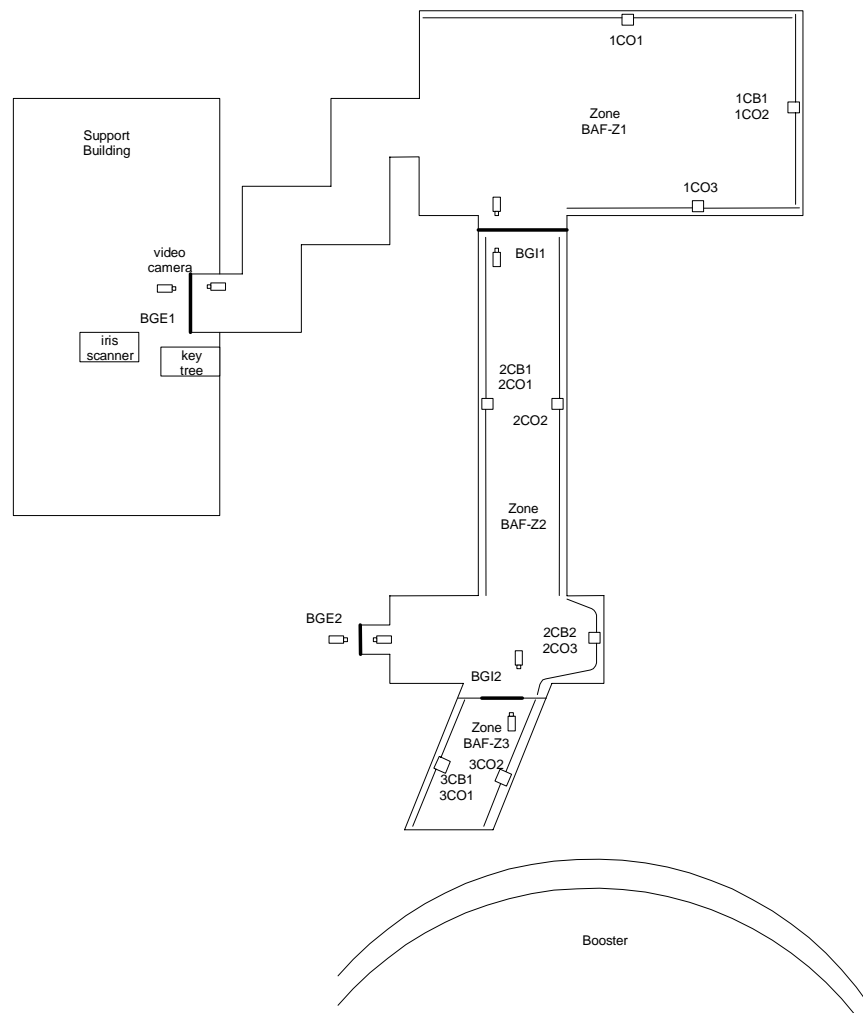 1CO1
Support
Building
Zone
BAF-Z1
1CB1
1CO2
1CO3
video
camera
BGI1
BGE1
iris
scanner
key
tree
2CB1
2CO1
2CO2
Zone
BAF-Z2
BGE2
2CB2
2CO3
BGI2
Zone
BAF-Z3
3CO2
3CB1
3CO1
Booster